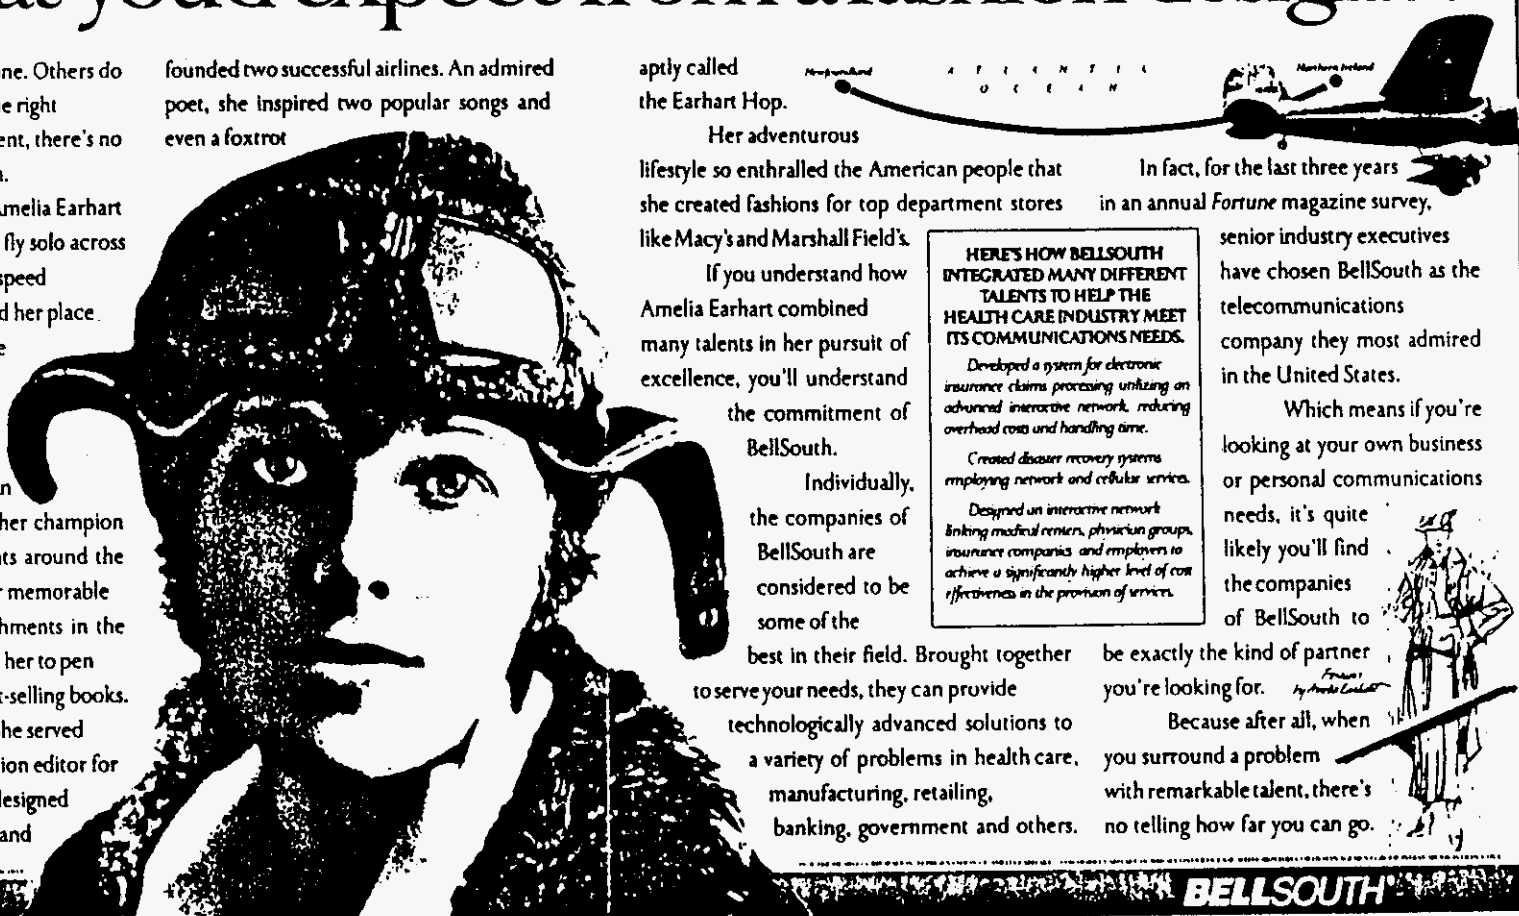 you'd expect from a fashion
ne. Others do
e right
ent, there's no
melia Earhart
fly solo across
speed
d her place
e
n
her champion
ts around the
memorable
hments in the
her to pen
t-selling books.
he served
ion editor for
designed
and
founded two successful airlines. An admired
poet, she inspired two popular songs and
even a foxtrot
aptly called
the Earhart Hop.
Her adventurous
lifestyle so enthralled the American people that
she created fashions for top department stores
like Macy's and Marshall Field's.
If you understand how
Amelia Earhart combined
many talents in her pursuit of
excellence, you'll understand
the commitment of
BellSouth.
Individually,
the companies of
BellSouth are
considered to be
some of the
best in their field. Brought together
to serve your needs, they can provide
technologically advanced solutions to
a variety of problems in health care,
manufacturing, retailing,
banking, government and others.
Newfoundland
ATLANTIC
OCEAN
Northern Ireland
HERE'S HOW BELLSOUTH
INTEGRATED MANY DIFFERENT
TALENTS TO HELP THE
HEALTH CARE INDUSTRY MEET
ITS COMMUNICATIONS NEEDS.
Developed a system for electronic
insurance claims processing utilizing an
advanced interactive network, reducing
overhead costs and handling time.
Created disaster recovery systems
employing network and cellular services.
Designed an interactive network
linking medical centers, physician groups,
insurance companies and employers to
achieve a significantly higher level of cost
effectiveness in the provision of services.
In fact, for the last three years
in an annual Fortune magazine survey,
senior industry executives
have chosen BellSouth as the
telecommunications
company they most admired
in the United States.
Which means if you're
looking at your own business
or personal communications
needs, it's quite
likely you'll find
the companies
of BellSouth to
be exactly the kind of partner
you're looking for.
Because after all, when
you surround a problem
with remarkable talent, there's
no telling how far you can go.
by Amelia Earhart
BELLSOUTH